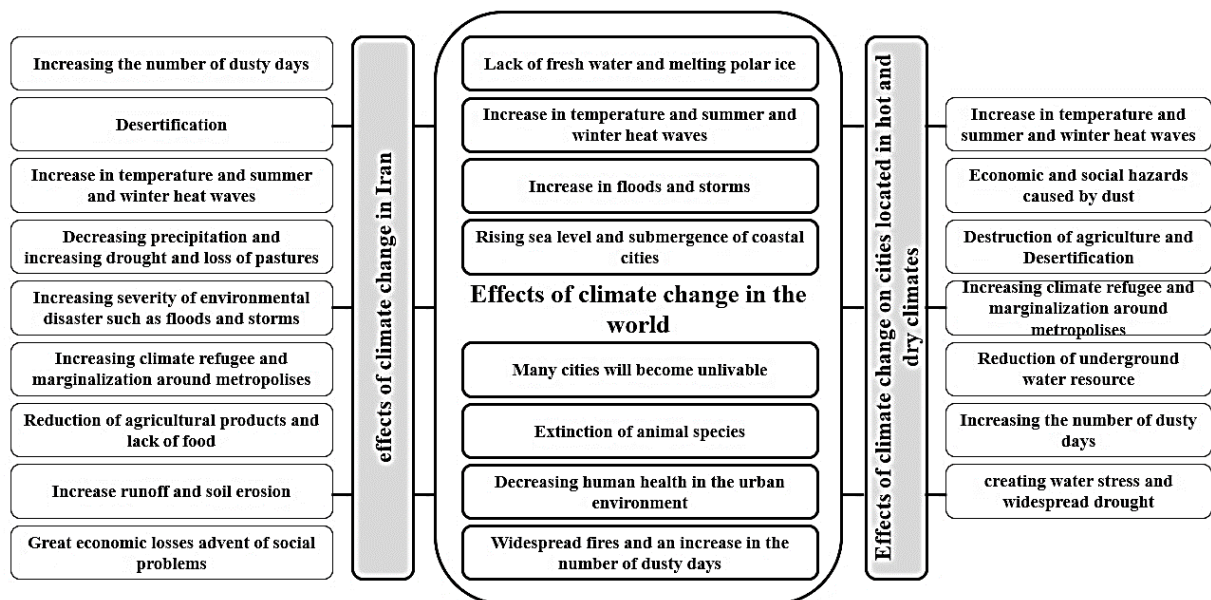 Increasing the number of dusty days
Desertification
Increase in temperature and summer
and winter heat waves
Decreasing precipitation and
increasing drought and loss of pastures
Increasing severity of environmental
disaster such as floods and storms
Increasing climate refugee and
marginalization around metropolises
Reduction of agricultural products and
lack of food
Increase runoff and soil erosion
Great economic losses advent of social
problems
effects of climate change in Iran
Lack of fresh water and melting polar ice
Increase in temperature and summer and
winter heat waves
Increase in floods and storms
Rising sea level and submergence of coastal
cities
Effects of climate change in the
world
Many cities will become unlivable
Extinction of animal species
Decreasing human health in the urban
environment
Widespread fires and an increase in the
number of dusty days
Effects of climate change on cities located in hot and
dry climates
Increase in temperature and
summer and winter heat waves
Economic and social hazards
caused by dust
Destruction of agriculture and
Desertification
Increasing climate refugee and
marginalization around
metropolises
Reduction of underground
water resource
Increasing the number of dusty
days
creating water stress and
widespread drought